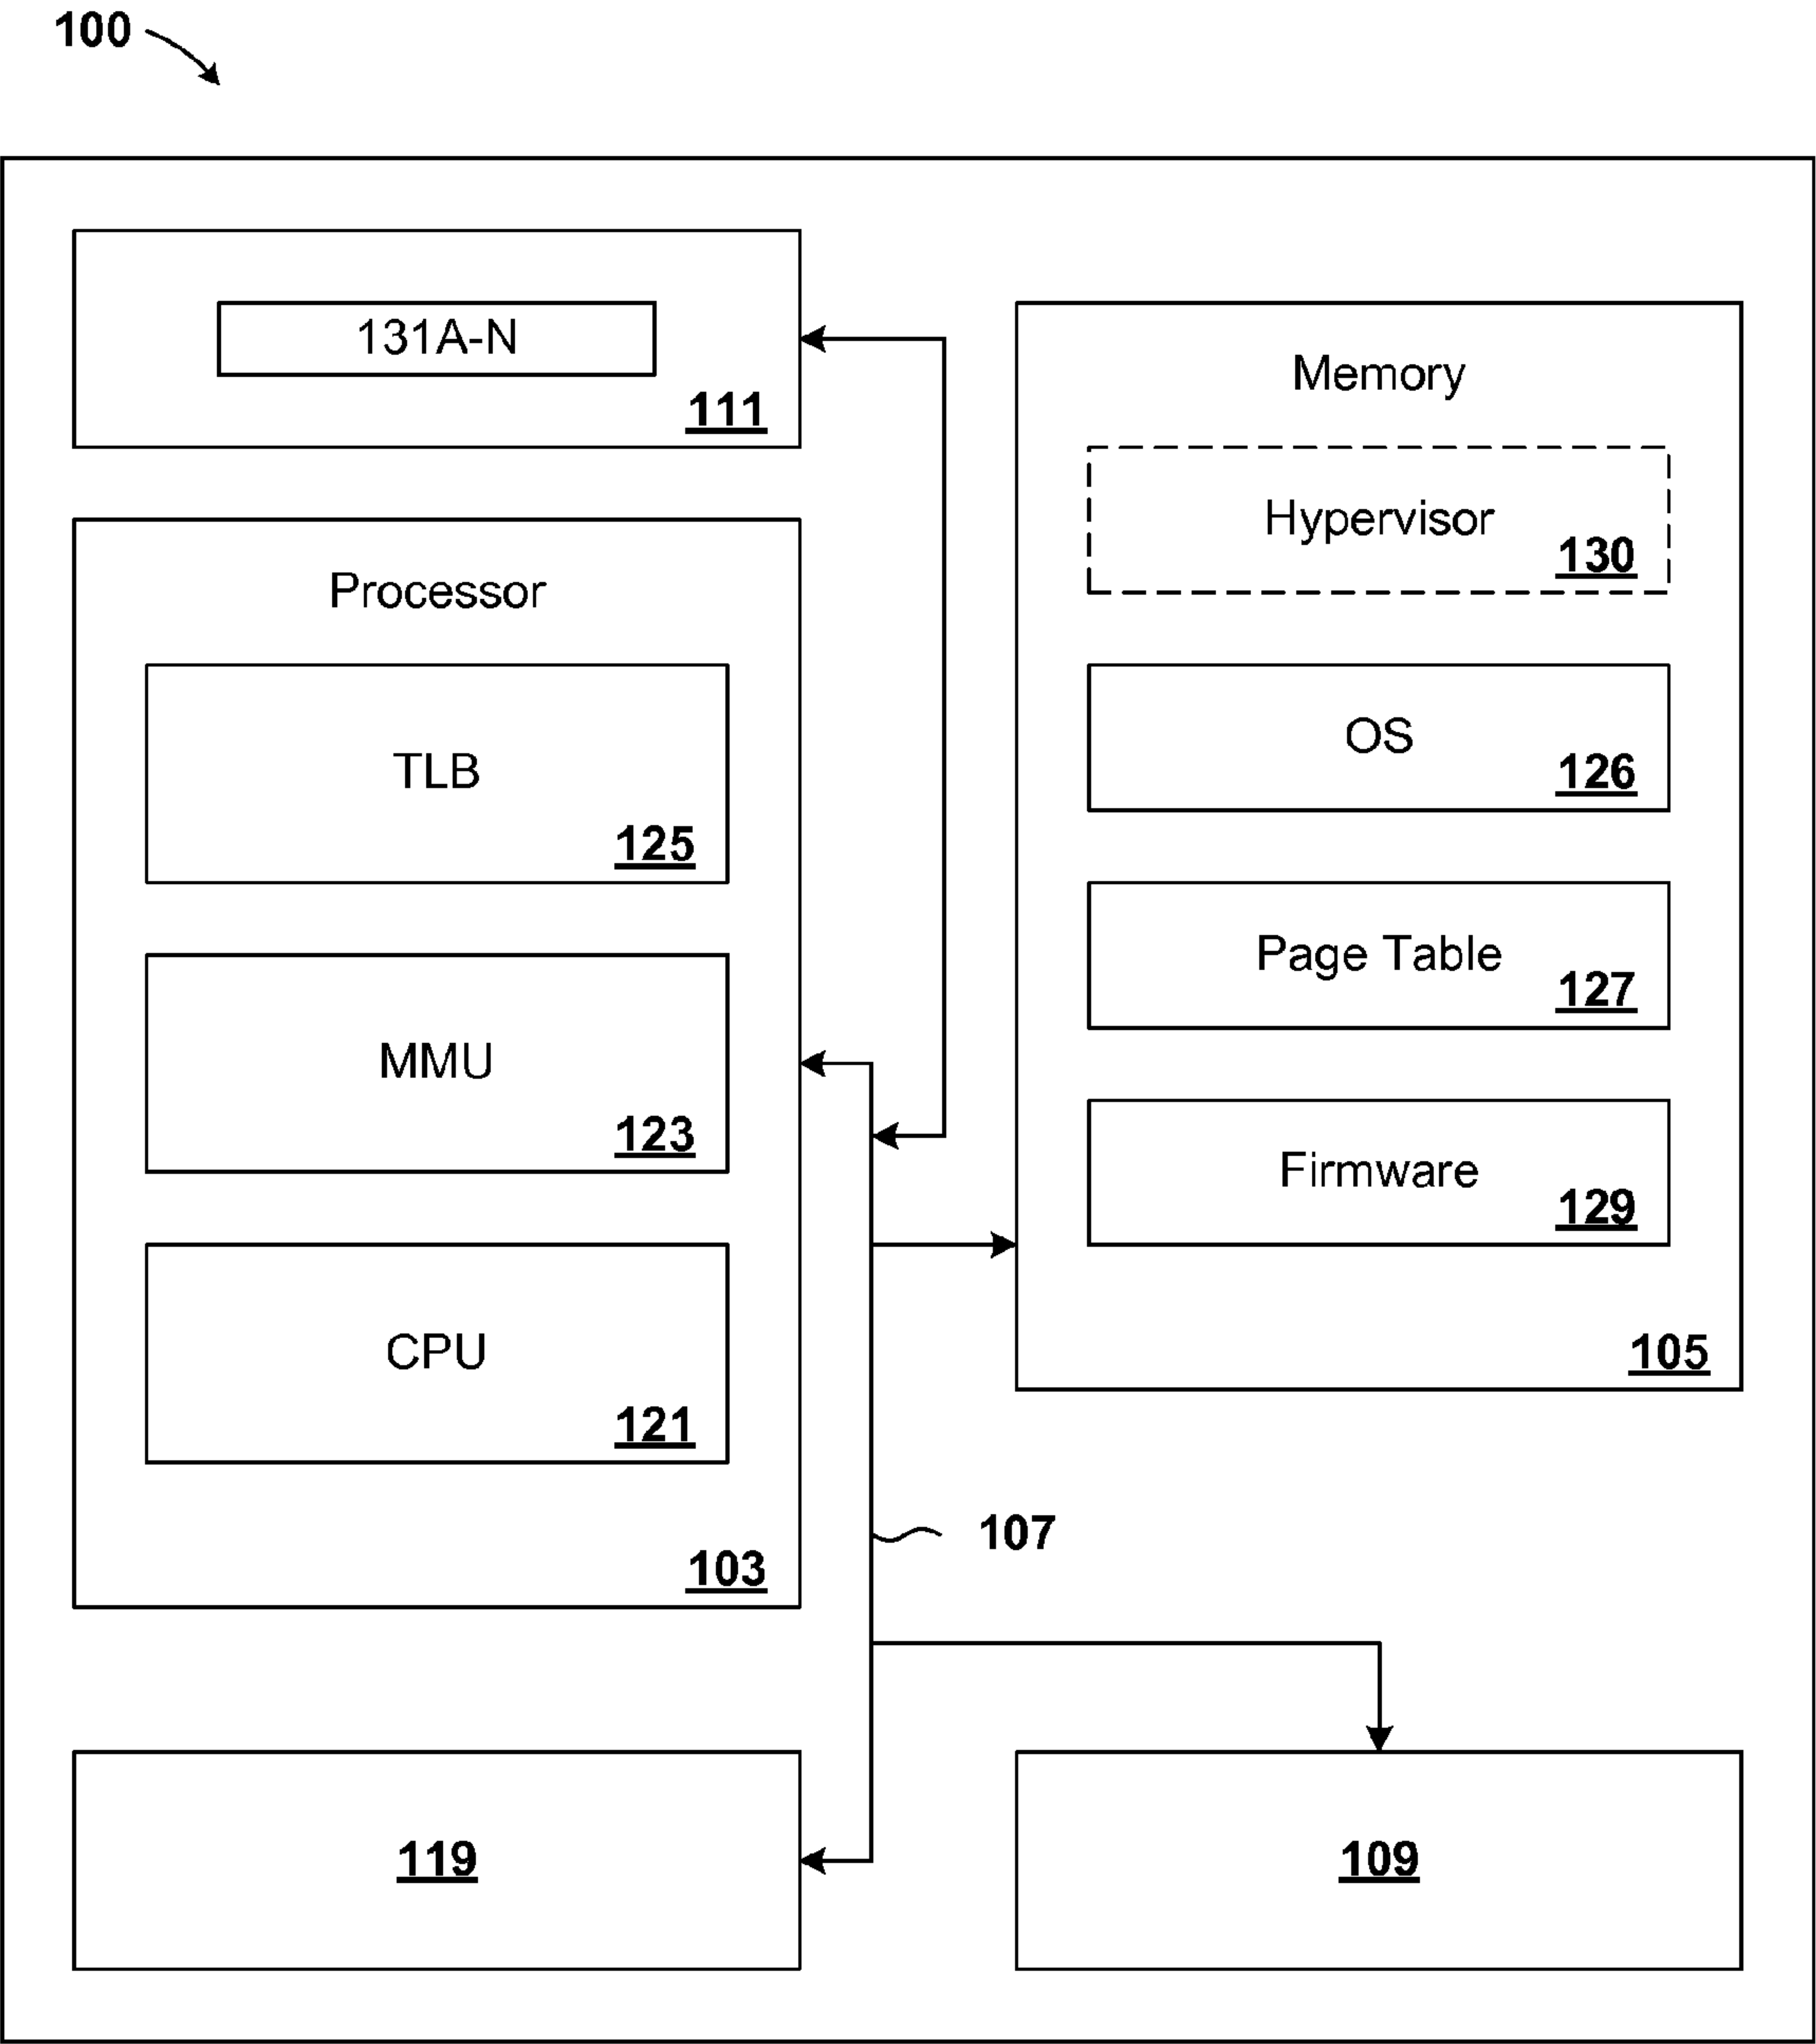 100
131A-N
111
Processor
TLB
125
MMU
123
CPU
121
103
Memory
Hypervisor
130
OS
126
Page Table
127
Firmware
129
105
107
119
109